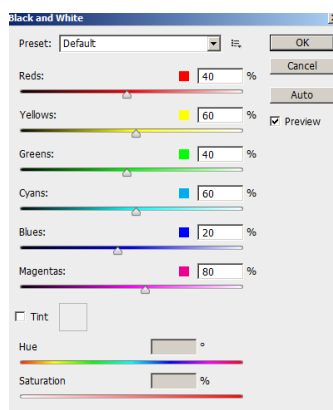 Black and White
Preset: Default
OK
Cancel
Auto
Preview
Reds: 40 %
Yellows: 60 %
Greens: 40 %
Cyans: 60 %
Blues: 20 %
Magentas: 80 %
Tint
Hue °
Saturation %